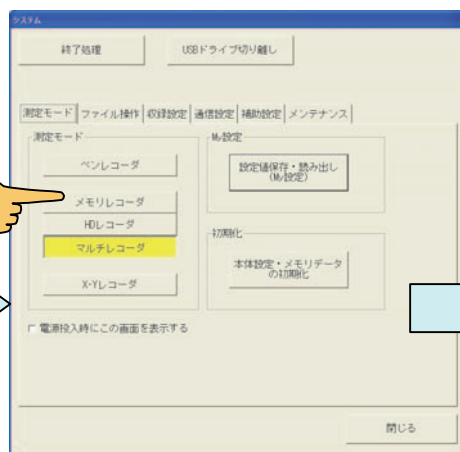 システム
終了処理
USBドライブ切り離し
測定モード
ファイル操作
収録設定
通信設定
補助設定
メンテナンス
測定モード
ペンレコーダ
メモリレコーダ
HDレコーダ
マルチレコーダ
X-Yレコーダ
My設定
設定値保存・読み出し
(My設定)
初期化
本体設定・メモリデータ
の初期化
電源投入時にこの画面を表示する
閉じる